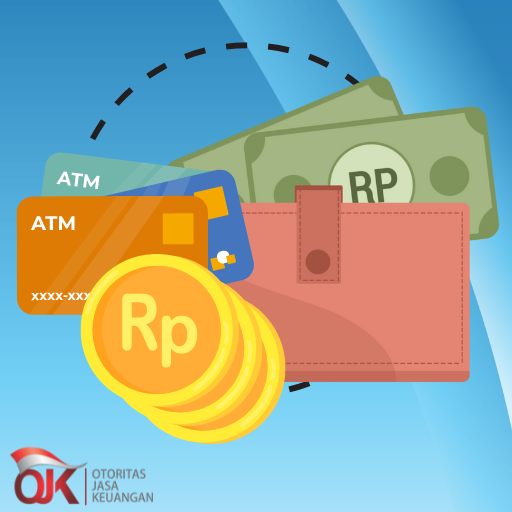 RP
ATM
ATM
xxxx-xxx
Rp
OJK
OTORITAS
JASA
KEUANGAN